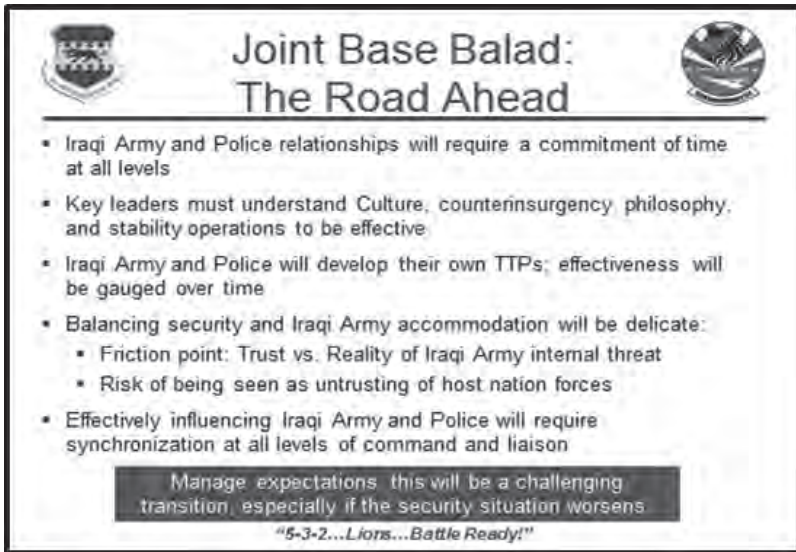 Joint Base Balad:
The Road Ahead
▪ Iraqi Army and Police relationships will require a commitment of time
at all levels
▪ Key leaders must understand Culture, counterinsurgency philosophy,
and stability operations to be effective
▪ Iraqi Army and Police will develop their own TTPs; effectiveness will
be gauged over time
▪ Balancing security and Iraqi Army accommodation will be delicate:
▪ Friction point: Trust vs. Reality of Iraqi Army internal threat
▪ Risk of being seen as untrusting of host nation forces
▪ Effectively influencing Iraqi Army and Police will require
synchronization at all levels of command and liaison
Manage expectations this will be a challenging
transition especially if the security situation worsens
"5-3-2...Lions...Battle Ready!"